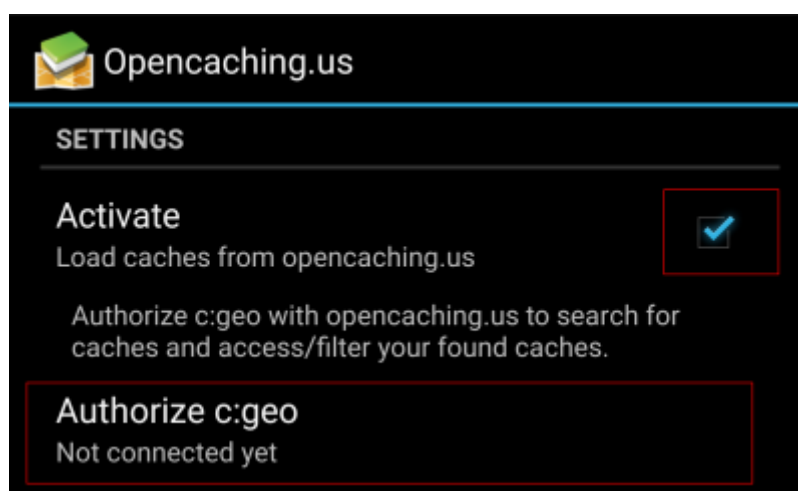 Opencaching.us
SETTINGS
Activate
Load caches from opencaching.us
Authorize c:geo with opencaching.us to search for
caches and access/filter your found caches.
Authorize c:geo
Not connected yet